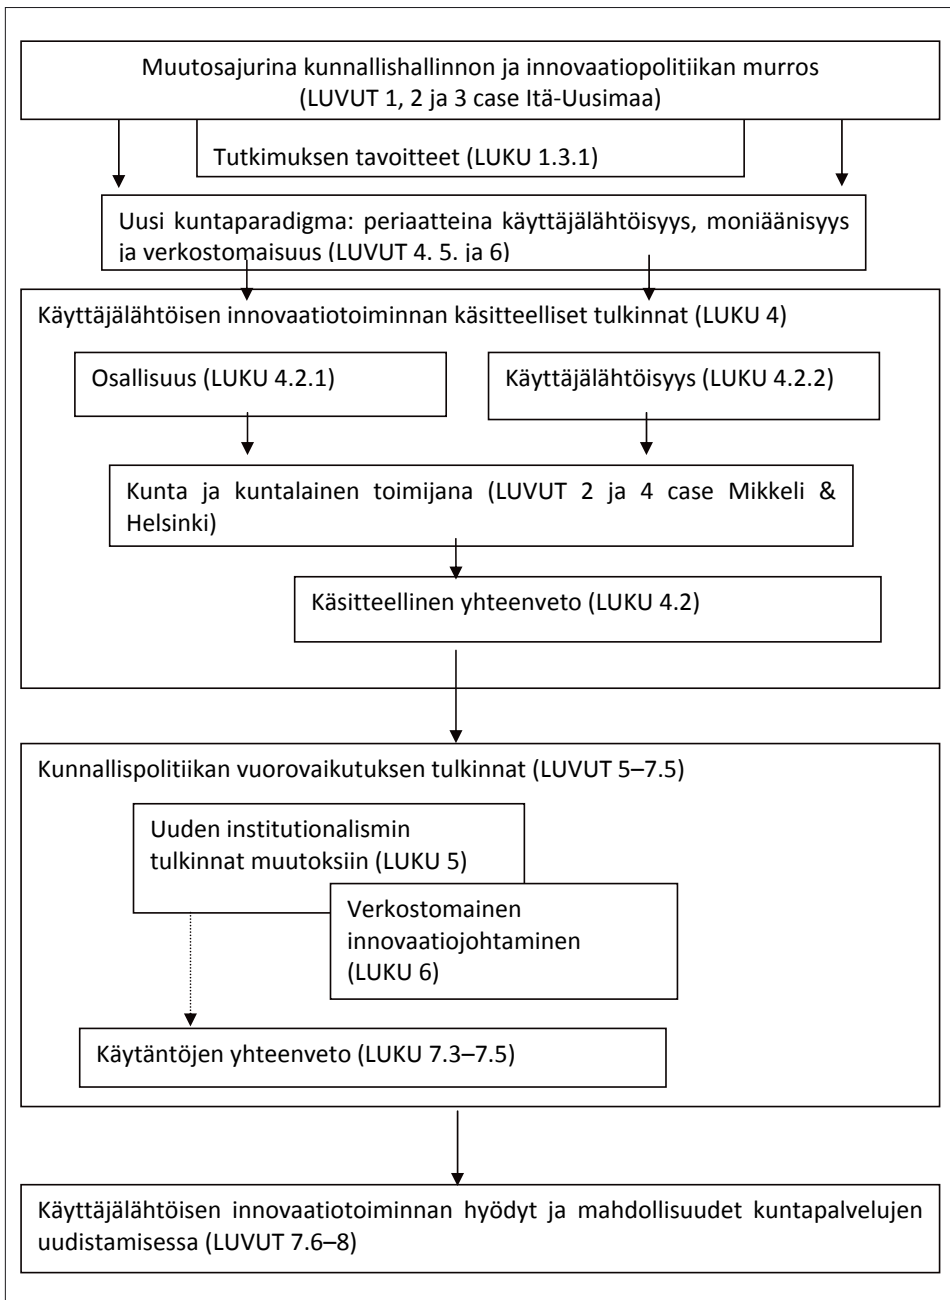 Muutosajurina kunnallishallinnon ja innovaatiopolitiikan murros
(LUVUT 1, 2 ja 3 case Itä-Uusimaa)
Tutkimuksen tavoitteet (LUKU 1.3.1)
Uusi kuntaparadigma: periaatteina käyttäjälähtöisyys, moniäänisyys
ja verkostomaisuus (LUVUT 4, 5, ja 6)
Käyttäjälähtöisen innovaatiotoiminnan käsitteelliset tulkinnat (LUKU 4)
Osallisuus (LUKU 4.2.1)
Käyttäjälähtöisyys (LUKU 4.2.2)
Kunta ja kuntalainen toimijana (LUVUT 2 ja 4 case Mikkeli &
Helsinki)
Käsitteellinen yhteenveto (LUKU 4.2)
Kunnallispolitiikan vuorovaikutuksen tulkinnat (LUVUT 5–7.5)
Uuden institutionalismin
tulkinnat muutoksiin (LUKU 5)
Verkostomainen
innovaatiojohtaminen
(LUKU 6)
Käytäntöjen yhteenveto (LUKU 7.3–7.5)
Käyttäjälähtöisen innovaatiotoiminnan hyödyt ja mahdollisuudet kuntapalvelujen
uudistamisessa (LUVUT 7.6–8)